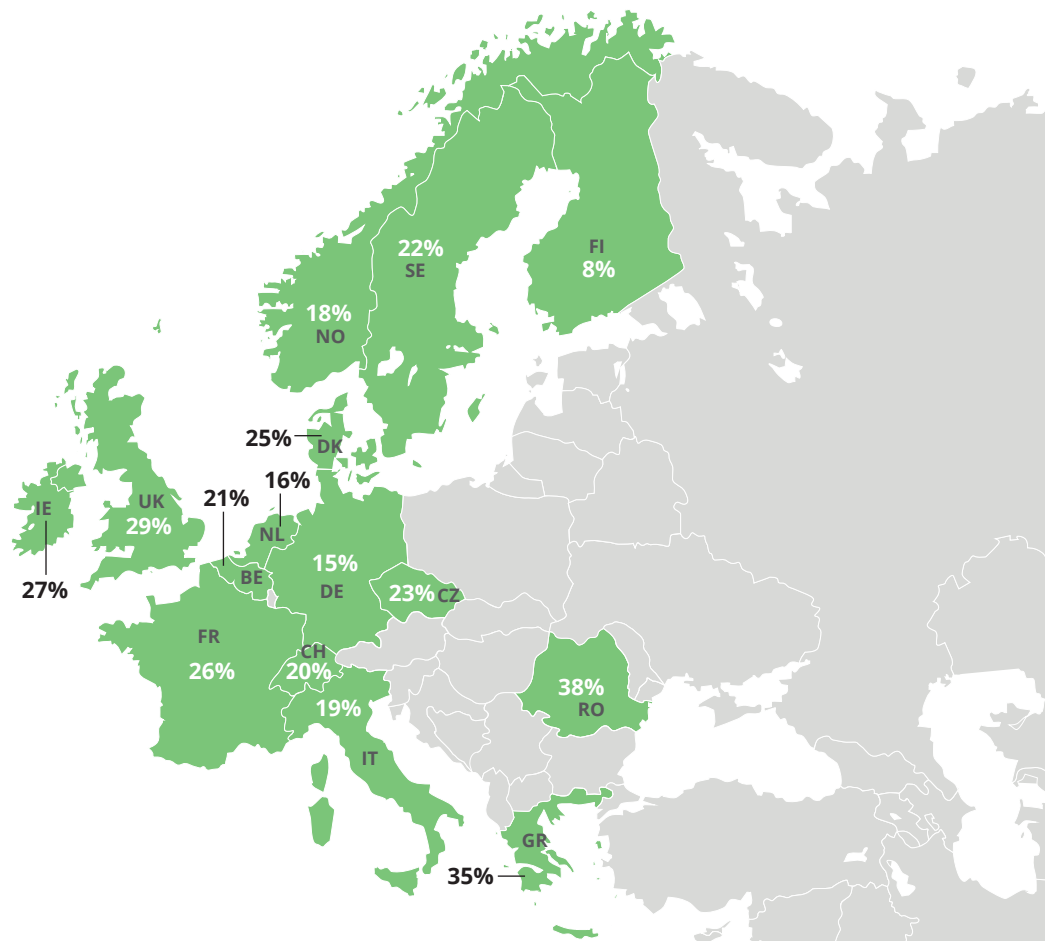 22%
SE
FI
8%
18%
NO
25%
DK
16%
21%
IE
UK
29%
NL
27%
BE
15%
DE
23% CZ
FR
26%
CH
20%
38%
RO
19%
IT
GR
35%